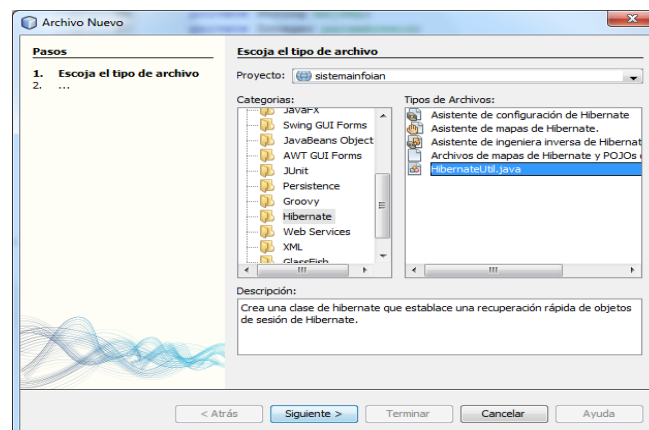 Archivo Nuevo
Pasos
1. Escoja el tipo de archivo
2. ...
Escoja el tipo de archivo
Proyecto: sistemainfoian
Categorias:
JavaFX
Swing GUI Forms
JavaBeans Object
AWT GUI Forms
JUnit
Persistence
Groovy
Hibernate
Web Services
XML
GlassFish
Tipos de Archivos:
Asistente de configuración de Hibernate
Asistente de mapas de Hibernate.
Asistente de ingeniera inversa de Hibernat
Archivos de mapas de Hibernate y POJOs
HibernateUtil.java
Descripción:
Crea una clase de hibernate que establace una recuperación rápida de objetos
de sesión de Hibernate.
< Atrás
Siguiente >
Terminar
Cancelar
Ayuda